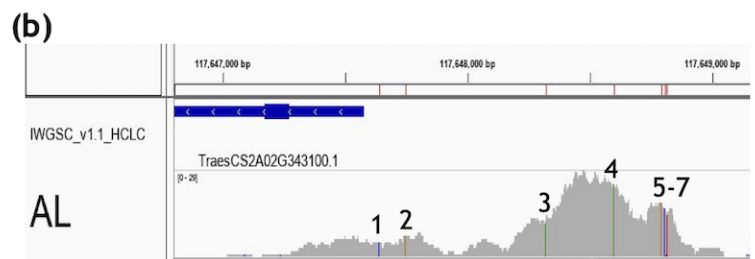 (b)
117,647,000 bp 117,648,000 bp 117,649,000 bp
IWGSC_v1.1_HCLC
TraesCS2A02G343100.1
[0 - 29]
AL
1 2 3 4 5-7